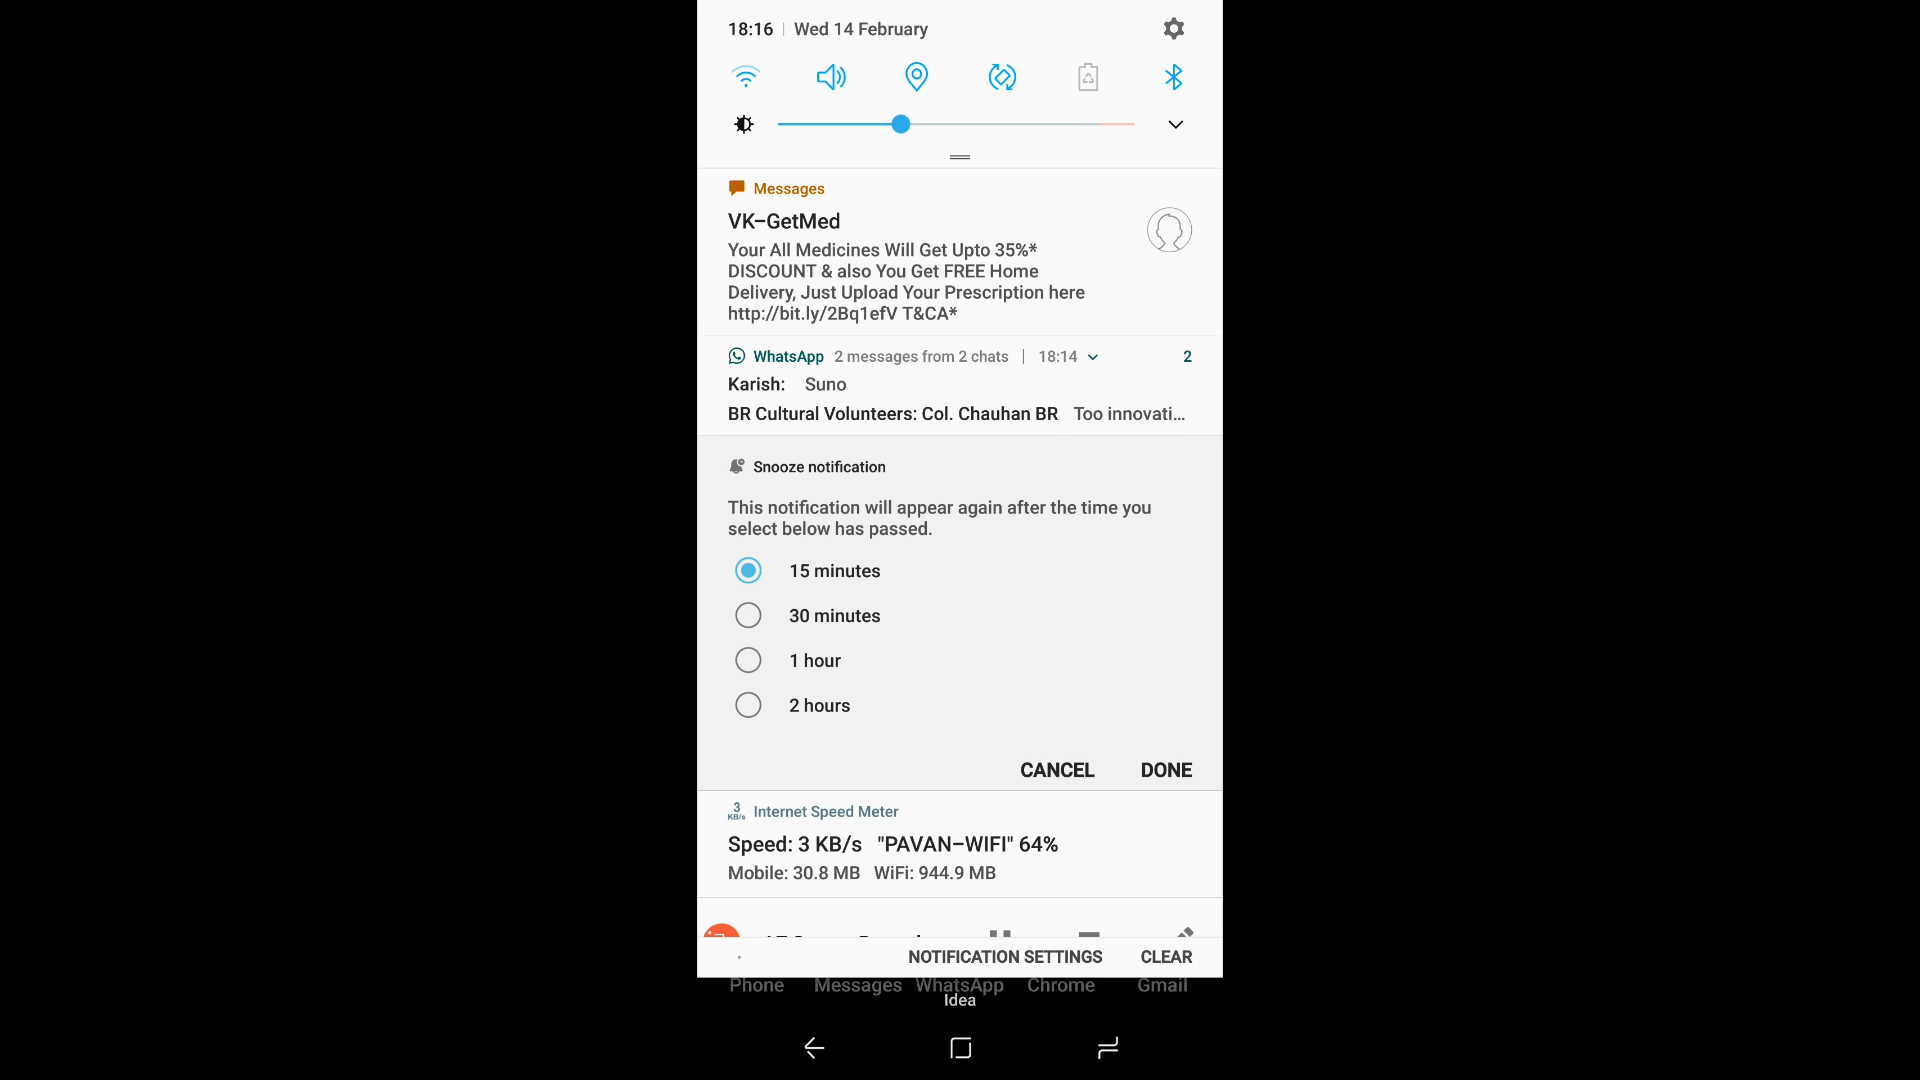 18:16 | Wed 14 February
Messages
VK-GetMed
Your All Medicines Will Get Upto 35%*
DISCOUNT & also You Get FREE Home
Delivery, Just Upload Your Prescription here
http://bit.ly/2Bq1efV T&CA*
WhatsApp 2 messages from 2 chats | 18:14 2
Karish: Suno
BR Cultural Volunteers: Col. Chauhan BR Too innovati...
Snooze notification
This notification will appear again after the time you
select below has passed.
15 minutes
30 minutes
1 hour
2 hours
CANCEL DONE
3
KB/s Internet Speed Meter
Speed: 3 KB/s "PAVAN-WIFI" 64%
Mobile: 30.8 MB WiFi: 944.9 MB
NOTIFICATION SETTINGS CLEAR
Phone Messages WhatsApp Chrome Gmail
Idea